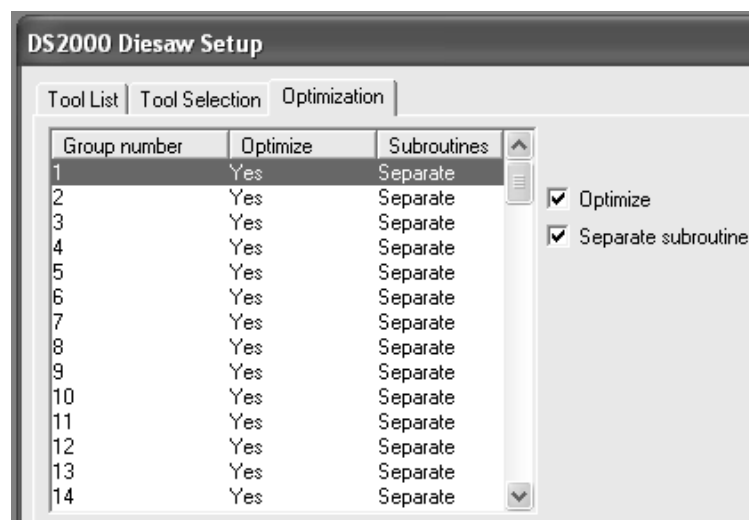 DS2000 Diesaw Setup
Tool List Tool Selection Optimization
Group number Optimize Subroutines
1 Yes Separate
2 Yes Separate
3 Yes Separate
4 Yes Separate
5 Yes Separate
6 Yes Separate
7 Yes Separate
8 Yes Separate
9 Yes Separate
10 Yes Separate
11 Yes Separate
12 Yes Separate
13 Yes Separate
14 Yes Separate
Optimize
Separate subroutine